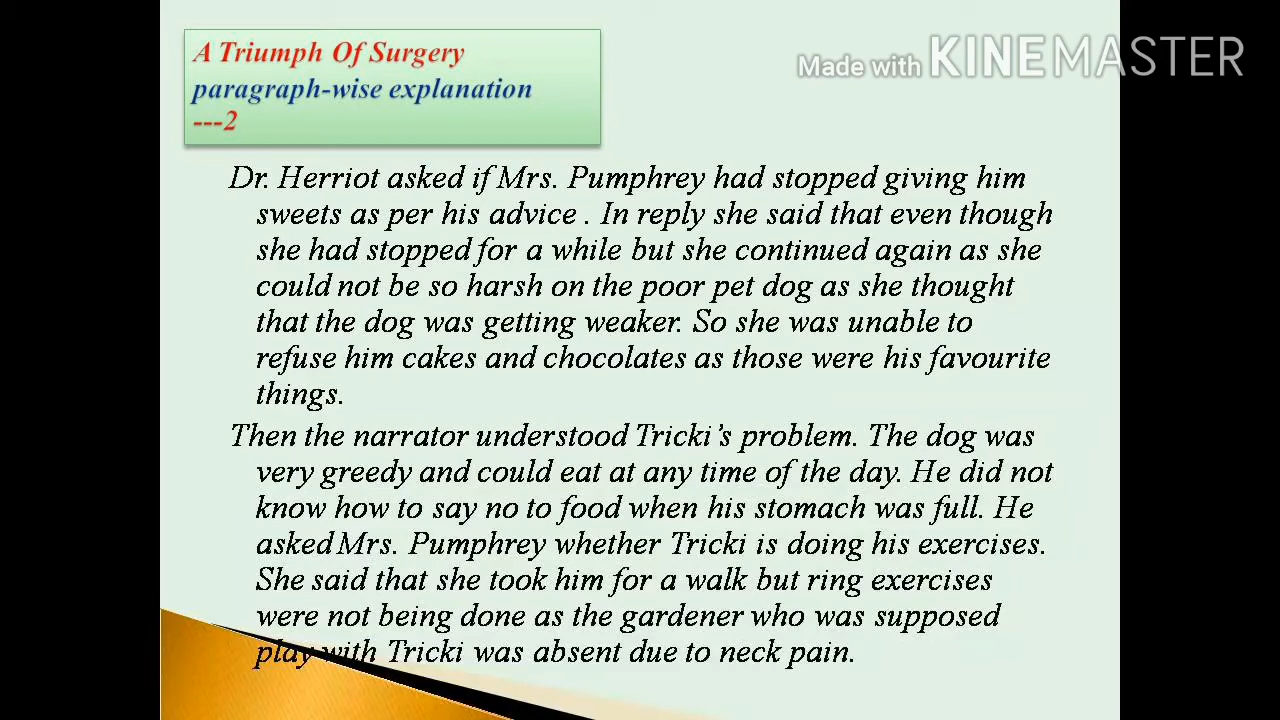 A Triumph Of Surgery
paragraph-wise explanation
---2
Made with KINEMASTER
Dr. Herriot asked if Mrs. Pumphrey had stopped giving him
sweets as per his advice . In reply she said that even though
she had stopped for a while but she continued again as she
could not be so harsh on the poor pet dog as she thought
that the dog was getting weaker. So she was unable to
refuse him cakes and chocolates as those were his favourite
things.
Then the narrator understood Tricki’s problem. The dog was
very greedy and could eat at any time of the day. He did not
know how to say no to food when his stomach was full. He
asked Mrs. Pumphrey whether Tricki is doing his exercises.
She said that she took him for a walk but ring exercises
were not being done as the gardener who was supposed
play with Tricki was absent due to neck pain.